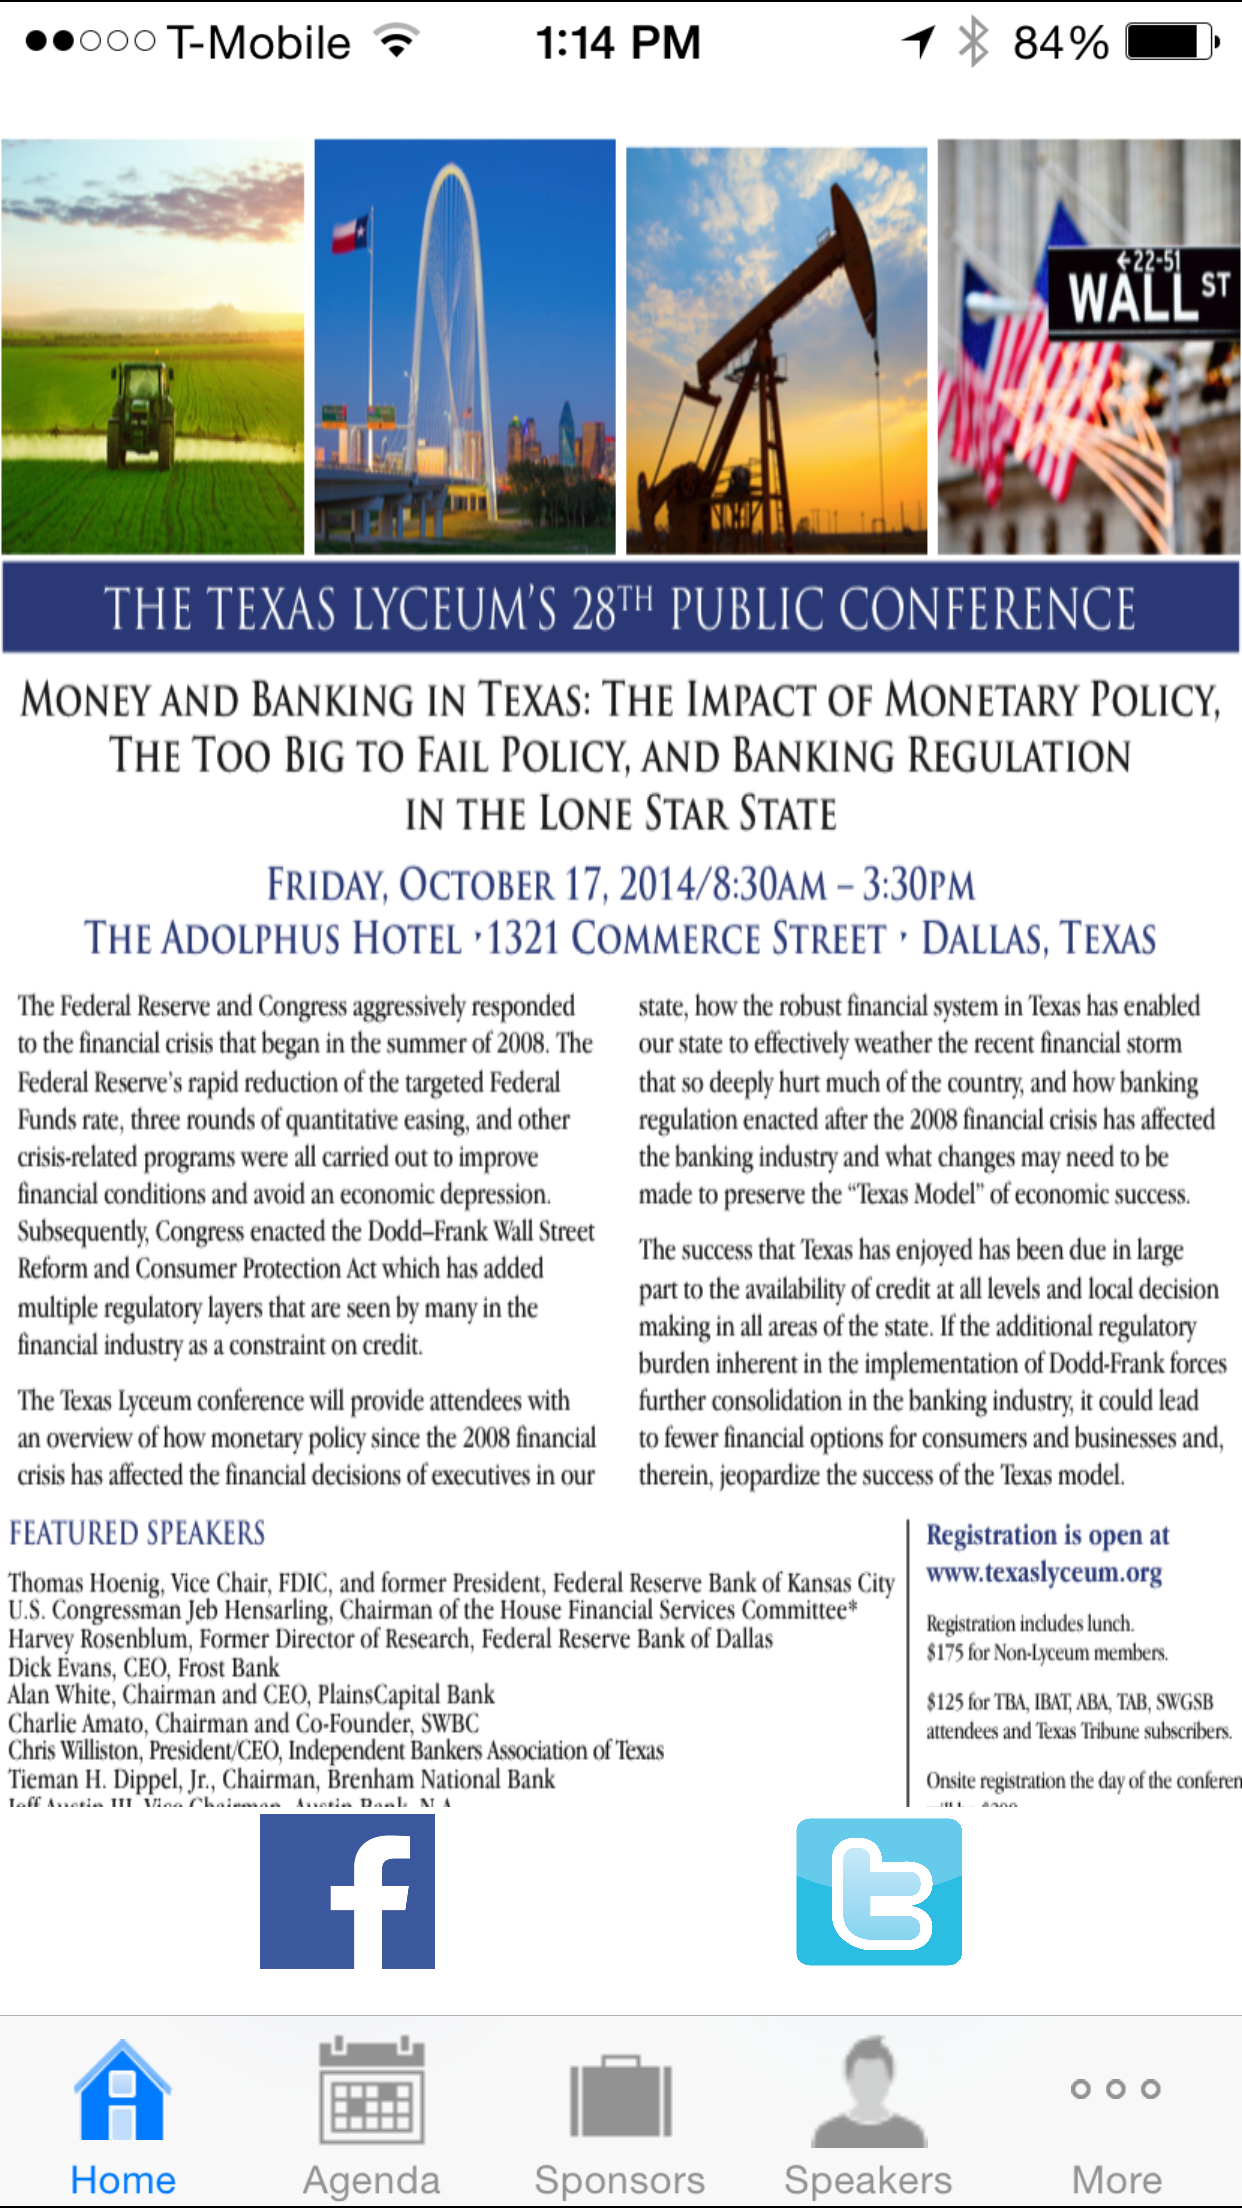 T-Mobile 1:14 PM 84%
←22-51
WALL ST
THE TEXAS LYCEUM'S 28TH PUBLIC CONFERENCE
MONEY AND BANKING IN TEXAS: THE IMPACT OF MONETARY POLICY,
THE TOO BIG TO FAIL POLICY, AND BANKING REGULATION
IN THE LONE STAR STATE
FRIDAY, OCTOBER 17, 2014/8:30AM – 3:30PM
THE ADOLPHUS HOTEL · 1321 COMMERCE STREET · DALLAS, TEXAS
The Federal Reserve and Congress aggressively responded
to the financial crisis that began in the summer of 2008. The
Federal Reserve's rapid reduction of the targeted Federal
Funds rate, three rounds of quantitative easing, and other
crisis-related programs were all carried out to improve
financial conditions and avoid an economic depression.
Subsequently, Congress enacted the Dodd–Frank Wall Street
Reform and Consumer Protection Act which has added
multiple regulatory layers that are seen by many in the
financial industry as a constraint on credit.
The Texas Lyceum conference will provide attendees with
an overview of how monetary policy since the 2008 financial
crisis has affected the financial decisions of executives in our
state, how the robust financial system in Texas has enabled
our state to effectively weather the recent financial storm
that so deeply hurt much of the country, and how banking
regulation enacted after the 2008 financial crisis has affected
the banking industry and what changes may need to be
made to preserve the “Texas Model” of economic success.
The success that Texas has enjoyed has been due in large
part to the availability of credit at all levels and local decision
making in all areas of the state. If the additional regulatory
burden inherent in the implementation of Dodd-Frank forces
further consolidation in the banking industry, it could lead
to fewer financial options for consumers and businesses and,
therein, jeopardize the success of the Texas model.
FEATURED SPEAKERS
Thomas Hoenig, Vice Chair, FDIC, and former President, Federal Reserve Bank of Kansas City
U.S. Congressman Jeb Hensarling, Chairman of the House Financial Services Committee*
Harvey Rosenblum, Former Director of Research, Federal Reserve Bank of Dallas
Dick Evans, CEO, Frost Bank
Alan White, Chairman and CEO, PlainsCapital Bank
Charlie Amato, Chairman and Co-Founder, SWBC
Chris Williston, President/CEO, Independent Bankers Association of Texas
Tieman H. Dippel, Jr., Chairman, Brenham National Bank
Jeff Austin III, Vice Chairman, Austin Bank, N.A.
Registration is open at
www.texaslyceum.org
Registration includes lunch.
$175 for Non-Lyceum members.
$125 for TBA, IBAT, ABA, TAB, SWGSB
attendees and Texas Tribune subscribers.
Onsite registration the day of the conferen
Home Agenda Sponsors Speakers More